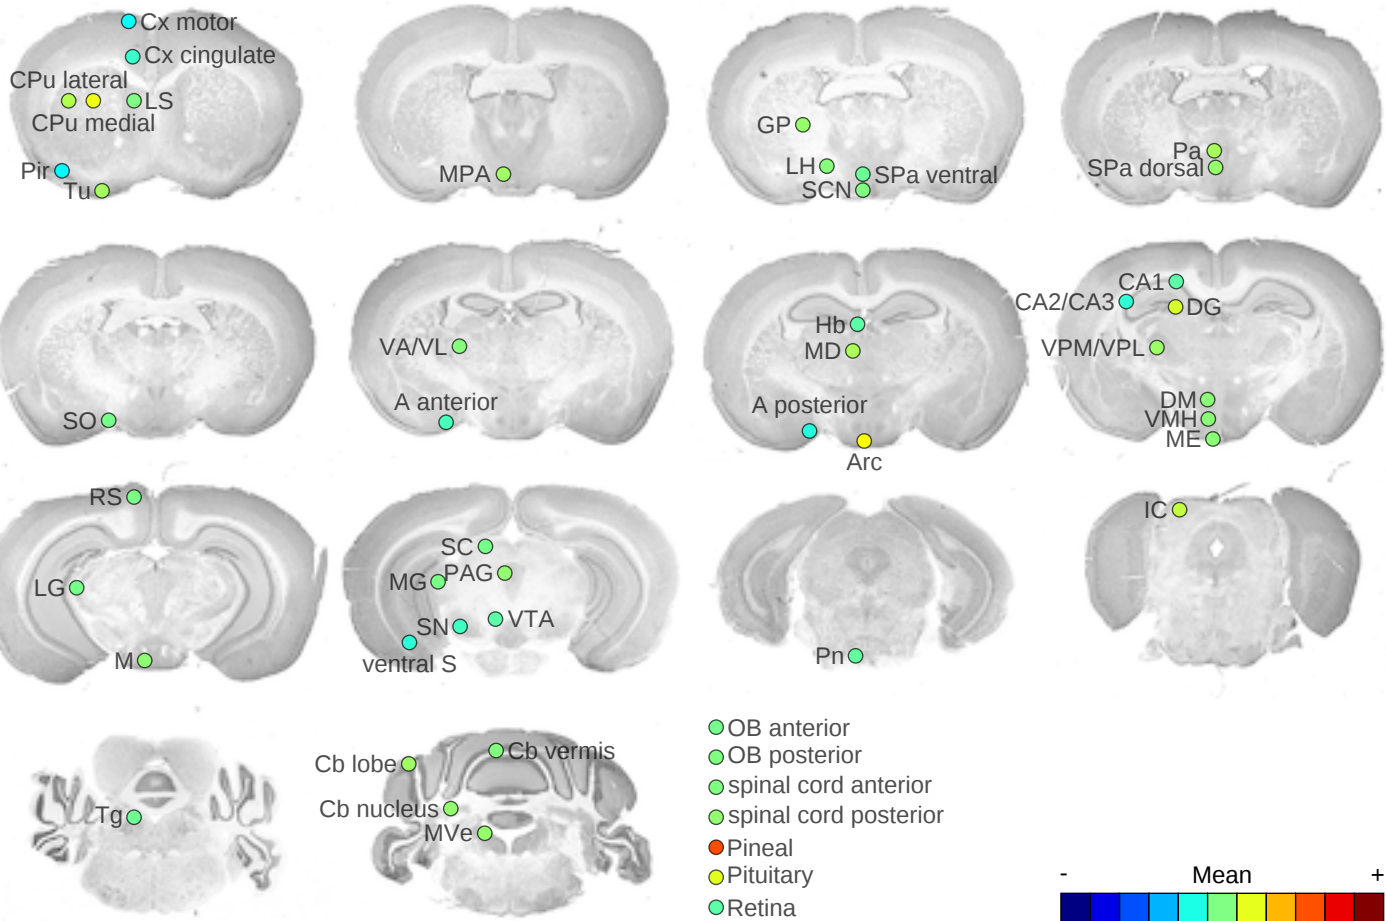 Cx motor
Cx cingulate
CPu lateral
LS
CPu medial
Pir
Tu
MPA
GP
LH
SPa ventral
SCN
Pa
SPa dorsal
SO
VA/VL
A anterior
Hb
MD
A posterior
Arc
CA1
CA2/CA3
DG
VPM/VPL
DM
VMH
ME
RS
LG
M
SC
MG
PAG
SN
VTA
ventral S
Pn
IC
Tg
Cb lobe
Cb vermis
Cb nucleus
MVe
OB anterior
OB posterior
spinal cord anterior
spinal cord posterior
Pineal
Pituitary
Retina
- Mean +